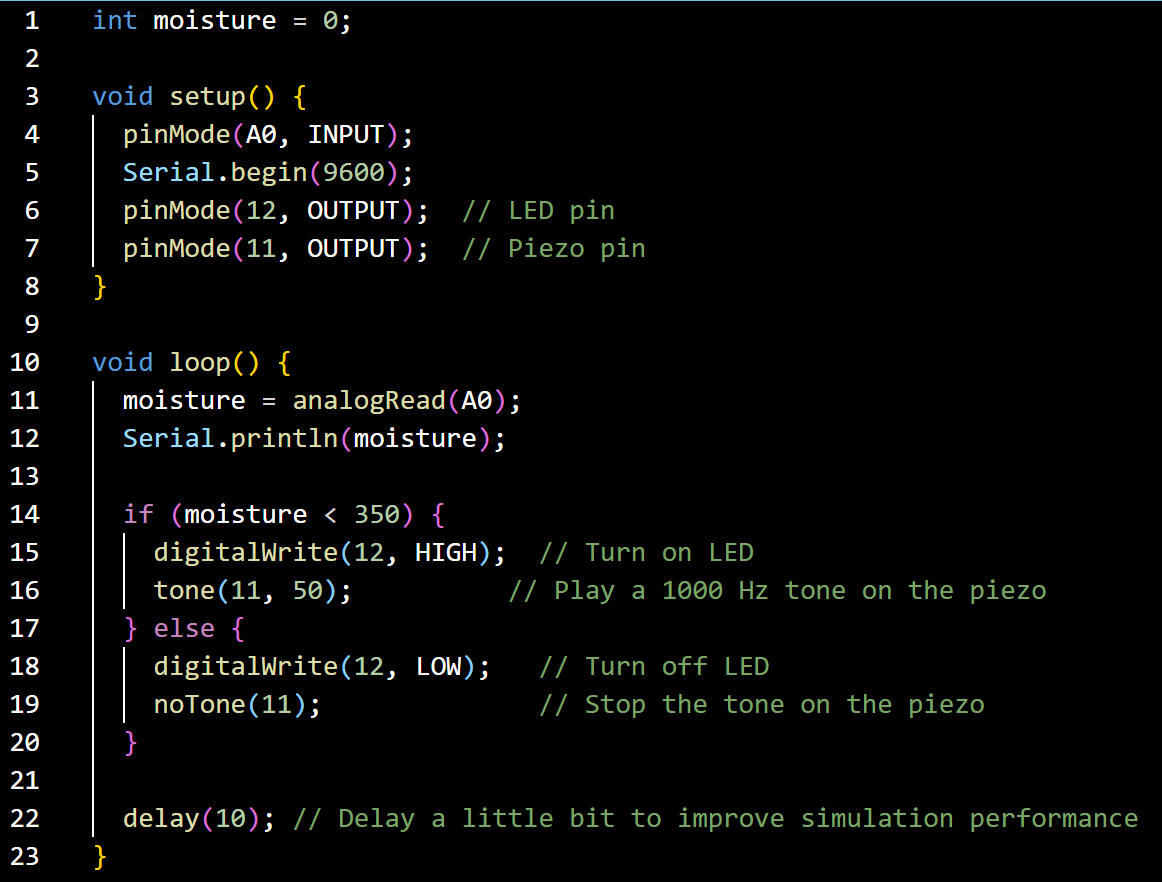 1 int moisture = 0;
2
3 void setup() {
4   pinMode(A0, INPUT);
5   Serial.begin(9600);
6   pinMode(12, OUTPUT);  // LED pin
7   pinMode(11, OUTPUT);  // Piezo pin
8 }
9
10 void loop() {
11   moisture = analogRead(A0);
12   Serial.println(moisture);
13
14   if (moisture < 350) {
15     digitalWrite(12, HIGH);  // Turn on LED
16     tone(11, 50);          // Play a 1000 Hz tone on the piezo
17   } else {
18     digitalWrite(12, LOW);   // Turn off LED
19     noTone(11);              // Stop the tone on the piezo
20   }
21
22   delay(10); // Delay a little bit to improve simulation performance
23 }